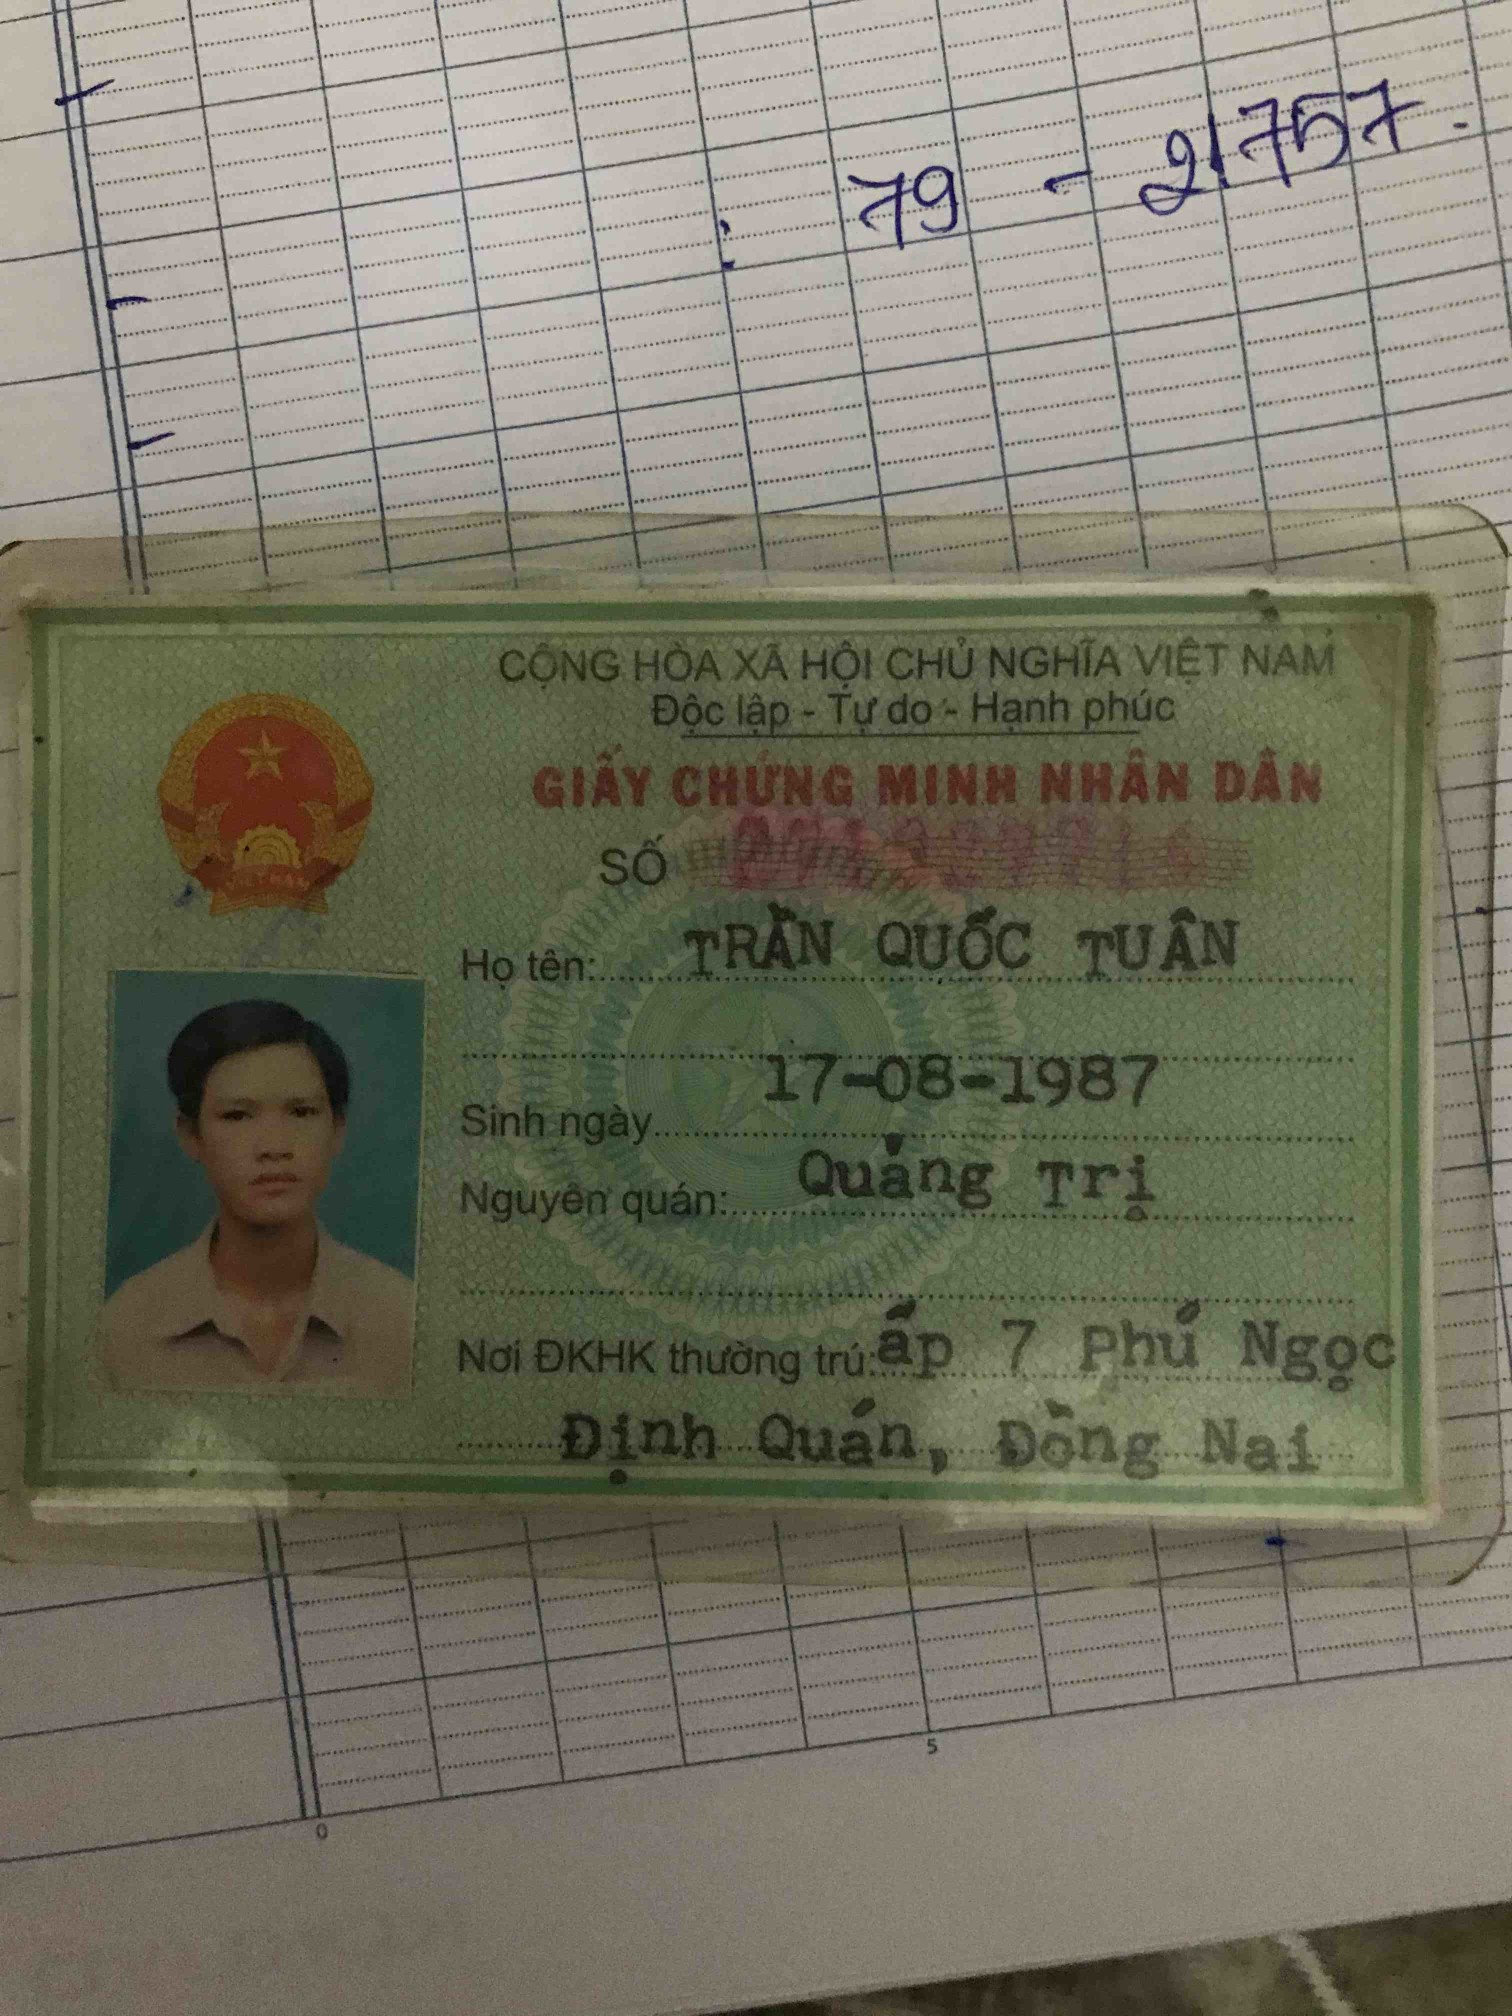 : 79 - 21757.
CỘNG HÒA XÃ HỘI CHỦ NGHĨA VIỆT NAM
Độc lập - Tự do - Hạnh phúc
GIẤY CHỨNG MINH NHÂN DÂN
SỐ
Họ tên: TRẦN QUỐC TUẤN
Sinh ngày 17-08-1987
Nguyên quán: Quảng Trị
Nơi ĐKHK thường trú: ấp 7 Phú Ngọc
Định Quán, Đồng Nai
5
0